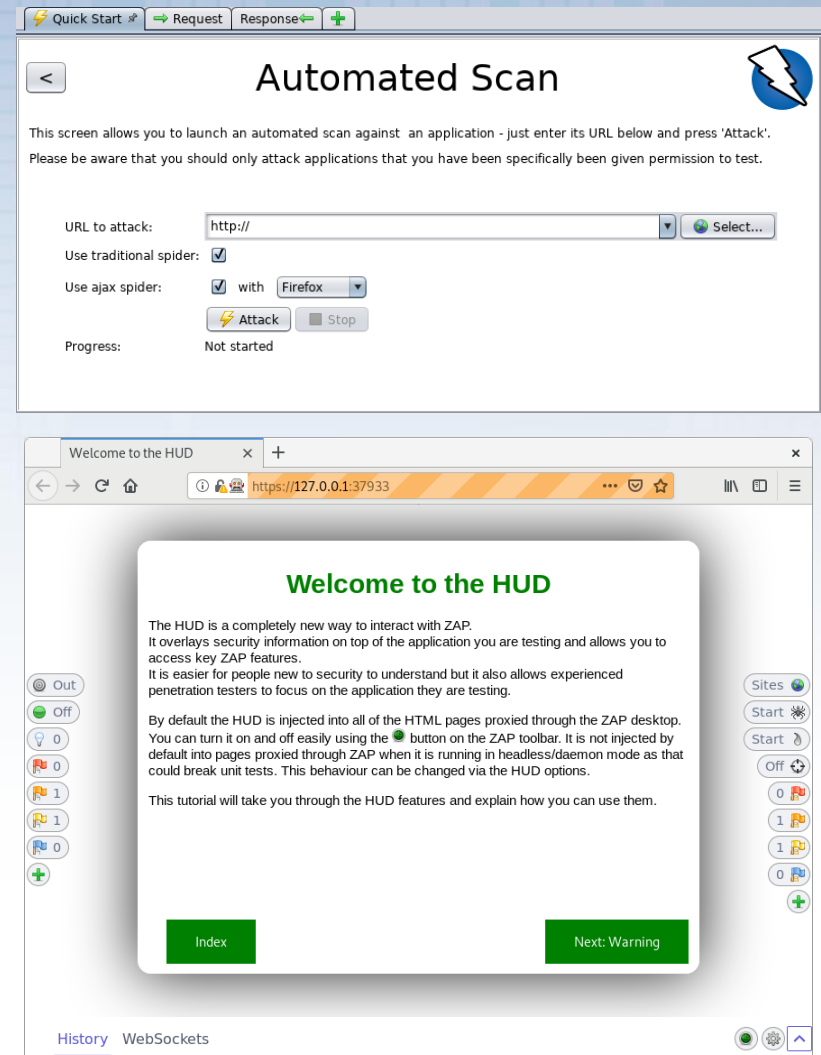 Quick Start
Request
Response
<
Automated Scan
This screen allows you to launch an automated scan against an application - just enter its URL below and press 'Attack'.
Please be aware that you should only attack applications that you have been specifically been given permission to test.
URL to attack: http:// Select...
Use traditional spider:
Use ajax spider: with Firefox
Attack Stop
Progress: Not started
Welcome to the HUD
https://127.0.0.1:37933
Welcome to the HUD
The HUD is a completely new way to interact with ZAP.
It overlays security information on top of the application you are testing and allows you to
access key ZAP features.
It is easier for people new to security to understand but it also allows experienced
penetration testers to focus on the application they are testing.
By default the HUD is injected into all of the HTML pages proxied through the ZAP desktop.
You can turn it on and off easily using the button on the ZAP toolbar. It is not injected by
default into pages proxied through ZAP when it is running in headless/daemon mode as that
could break unit tests. This behaviour can be changed via the HUD options.
This tutorial will take you through the HUD features and explain how you can use them.
Index
Next: Warning
Out
Off
0
0
1
1
0
Sites
Start
Start
Off
0
1
1
0
History WebSockets